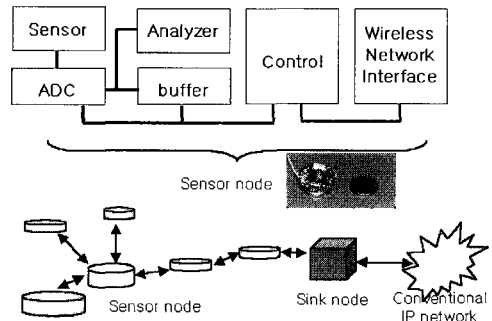 Sensor
Analyzer
Control
Wireless
Network
Interface
ADC
buffer
Sensor node
Sensor node
Sink node
Conventional
IP network